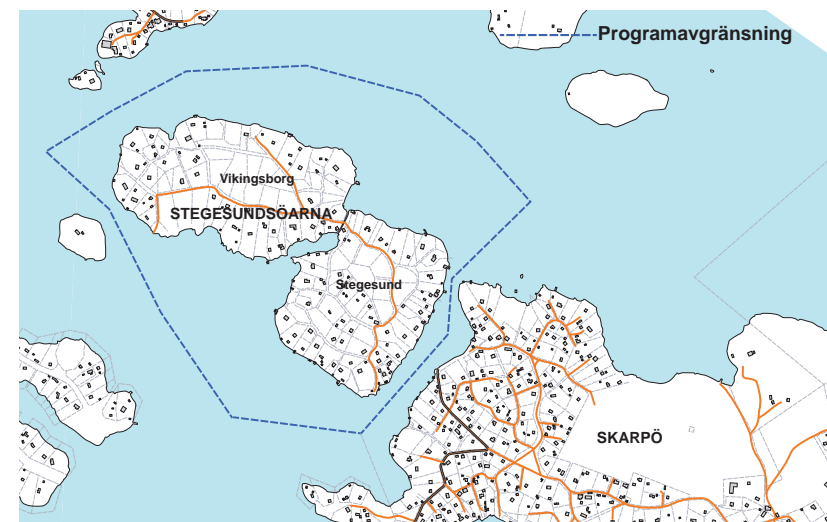 Programavgränsning
Vikingsborg
STEGESUNDSÖARNA
Stegesund
SKARPÖ